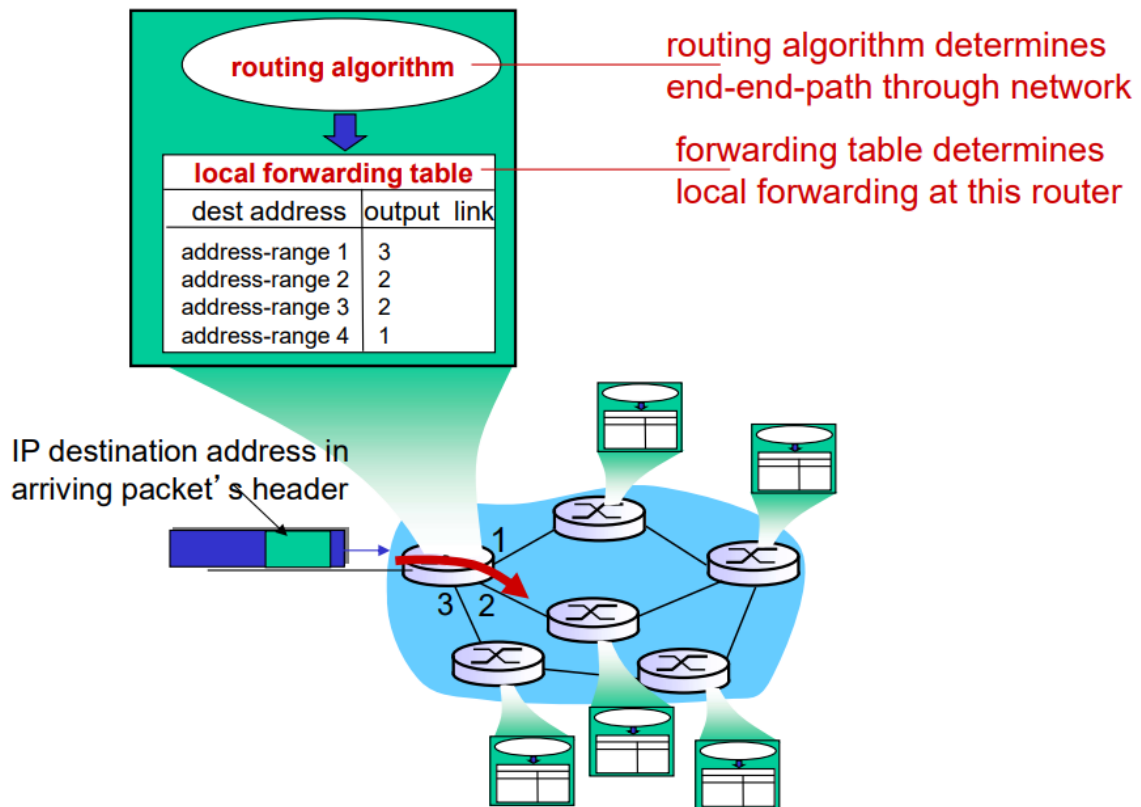 routing algorithm
routing algorithm determines
end-end-path through network
local forwarding table
forwarding table determines
local forwarding at this router
dest address output link
address-range 1 3
address-range 2 2
address-range 3 2
address-range 4 1
IP destination address in
arriving packet's header
1
3 2